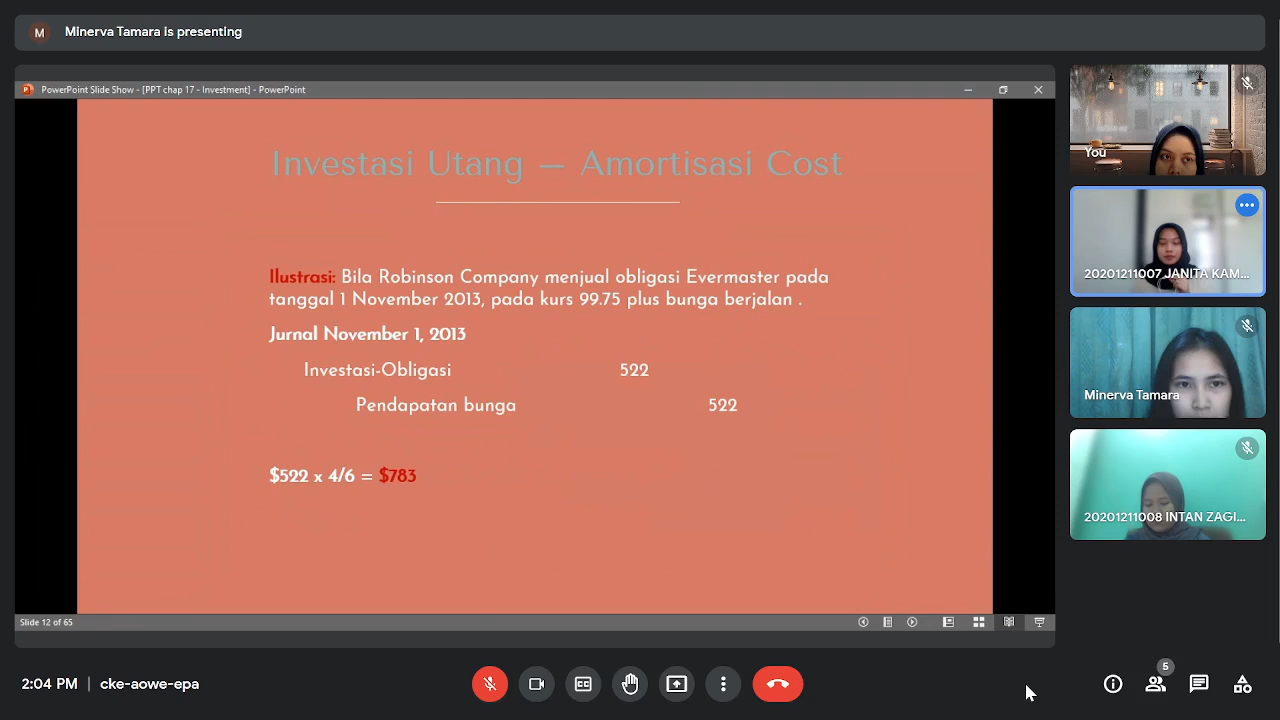 M
Minerva Tamara is presenting
PowerPoint Slide Show - [PPT chap 17 - Investment] - PowerPoint
Investasi Utang – Amortisasi Cost
Ilustrasi: Bila Robinson Company menjual obligasi Evermaster pada
tanggal 1 November 2013, pada kurs 99.75 plus bunga berjalan .
Jurnal November 1, 2013
Investasi-Obligasi 522
Pendapatan bunga 522
$522 x 4/6 = $783
Slide 12 of 65
You
20201211007 JANITA KAM...
Minerva Tamara
20201211008 INTAN ZAGI...
2:04 PM | cke-aowe-epa
5